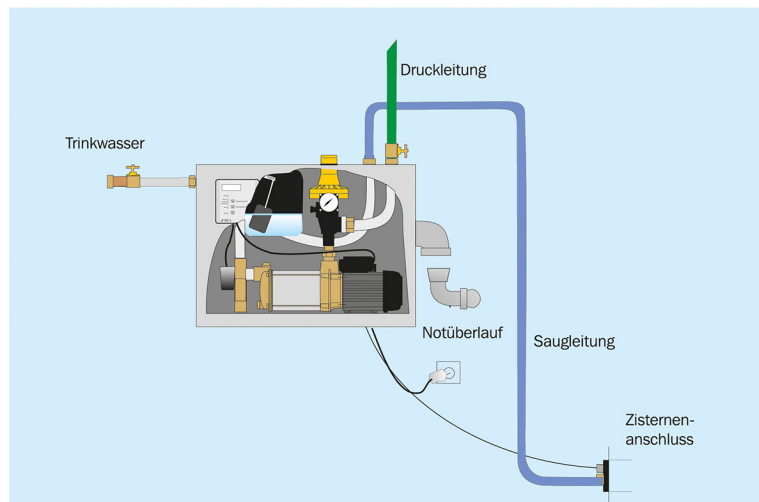 Druckleitung
Trinkwasser
Notüberlauf
Saugleitung
Zisternen-
anschluss